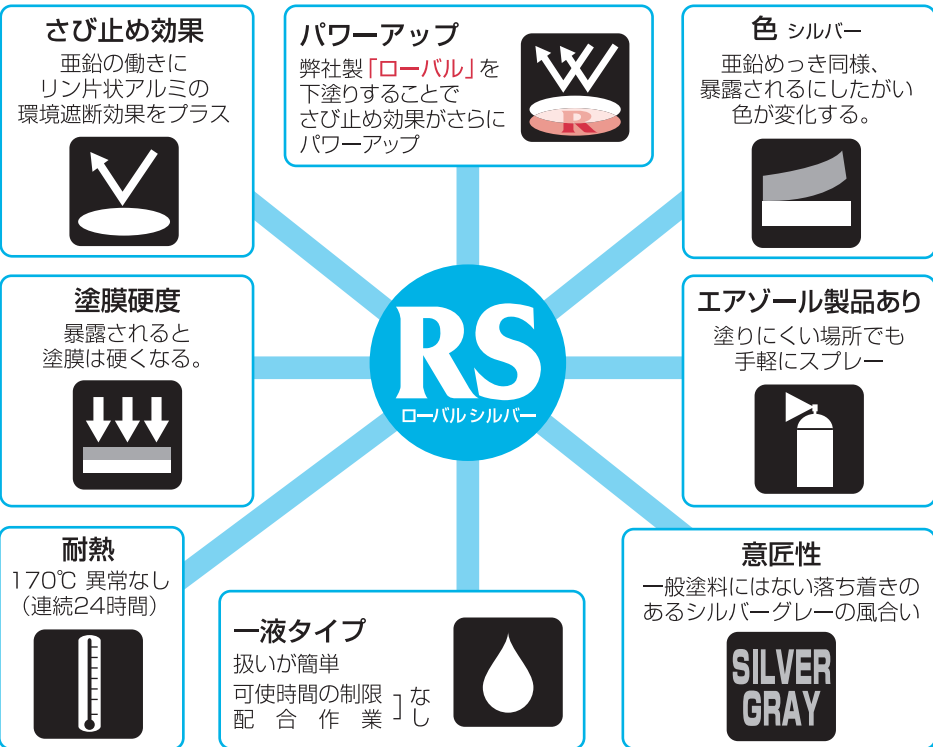 さび止め効果
亜鉛の働きに
リン片状アルミの
環境遮断効果をプラス
パワーアップ
弊社製「ローバル」を
下塗りすることで
さび止め効果がさらに
パワーアップ
R
色 シルバー
亜鉛めっき同様、
暴露されるにしたがい
色が変化する。
塗膜硬度
暴露されると
塗膜は硬くなる。
RS
ローバルシルバー
エアゾール製品あり
塗りにくい場所でも
手軽にスプレー
耐熱
170℃ 異常なし
（連続24時間）
一液タイプ
扱いが簡単
可使時間の制限
配合作業
]なし
意匠性
一般塗料にはない落ち着きの
あるシルバーグレーの風合い
SILVER
GRAY